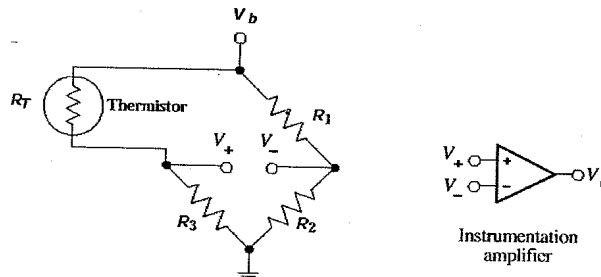 V_b
R_T
Thermistor
R_1
V_+
V_-
R_3
R_2
V_+
+
V_-
-
Instrumentation
amplifier